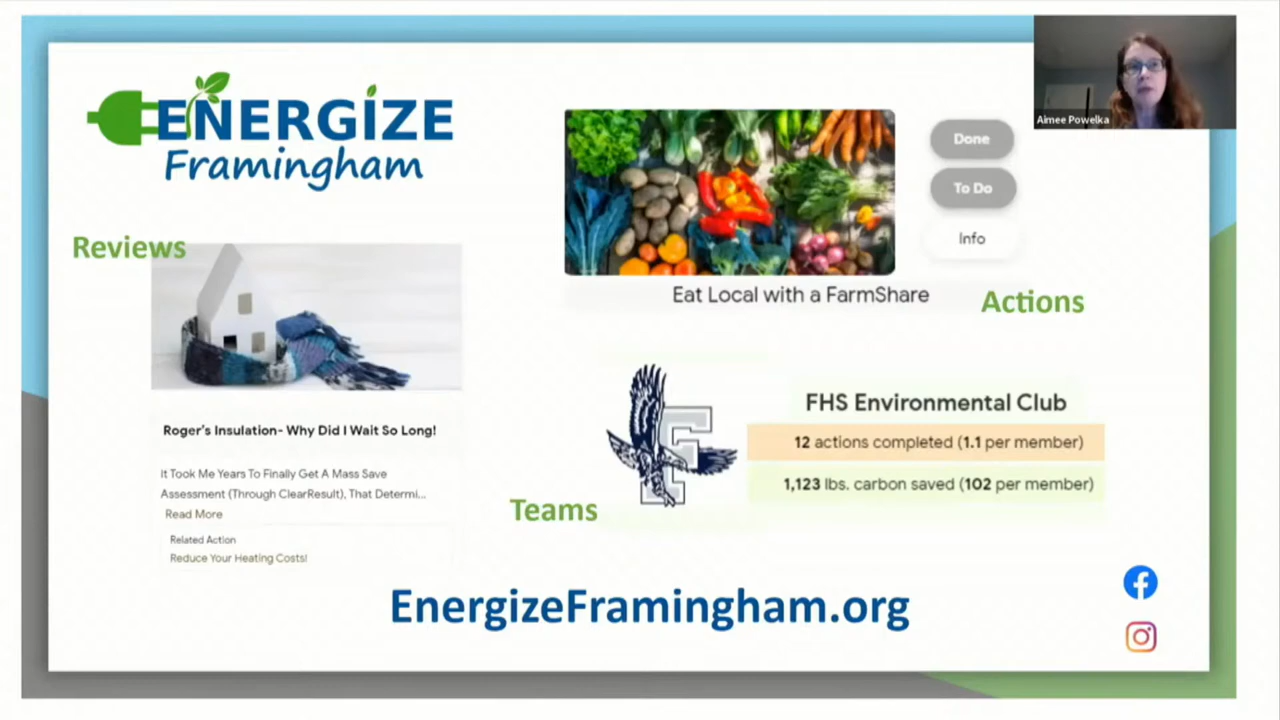 ENERGIZE
Framingham
Aimee Powelka
Done
To Do
Info
Reviews
Eat Local with a FarmShare
Actions
Roger's Insulation- Why Did I Wait So Long!
It Took Me Years To Finally Get A Mass Save
Assessment (Through ClearResult), That Determi...
Read More
Related Action
Reduce Your Heating Costs!
Teams
F
FHS Environmental Club
12 actions completed (1.1 per member)
1,123 lbs. carbon saved (102 per member)
EnergizeFramingham.org